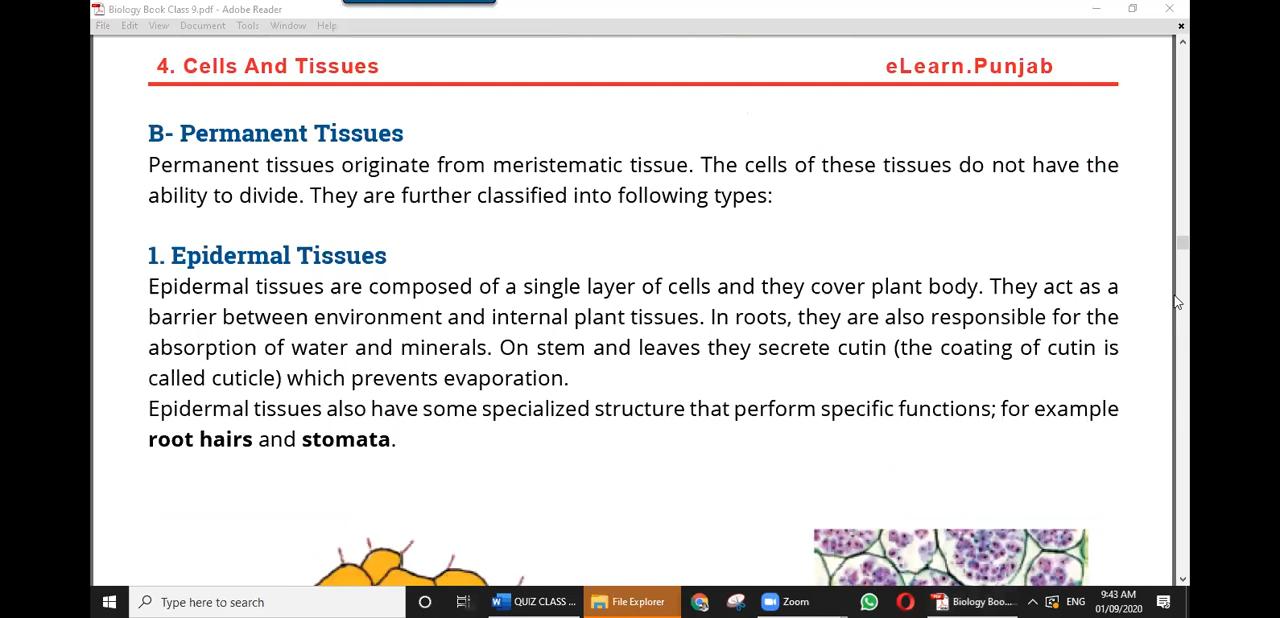 Biology Book Class 9.pdf - Adobe Reader
File Edit View Document Tools Window Help
4. Cells And Tissues eLearn.Punjab
B- Permanent Tissues
Permanent tissues originate from meristematic tissue. The cells of these tissues do not have the
ability to divide. They are further classified into following types:
1. Epidermal Tissues
Epidermal tissues are composed of a single layer of cells and they cover plant body. They act as a
barrier between environment and internal plant tissues. In roots, they are also responsible for the
absorption of water and minerals. On stem and leaves they secrete cutin (the coating of cutin is
called cuticle) which prevents evaporation.
Epidermal tissues also have some specialized structure that perform specific functions; for example
root hairs and stomata.
Type here to search QUIZ CLASS ... File Explorer Zoom Biology Boo... ENG 9:43 AM
01/09/2020